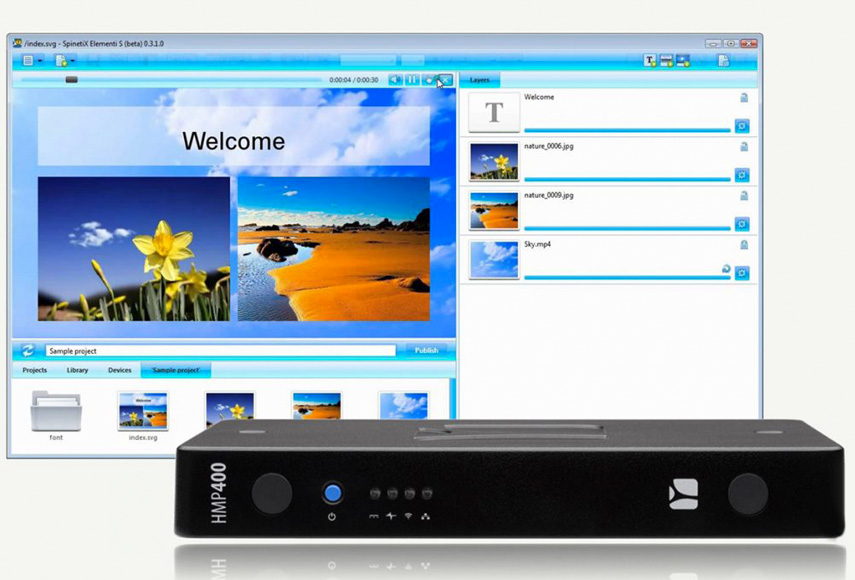 /index.svg - SpinetiX Elementi S (beta) 0.3.1.0
0:00:04 / 0:00:30
Layers
Welcome
T
Welcome
nature_0006.jpg
nature_0009.jpg
Sky.mp4
Sample project
Publish
Projects Library Devices Sample project
font
index.svg
HMP400